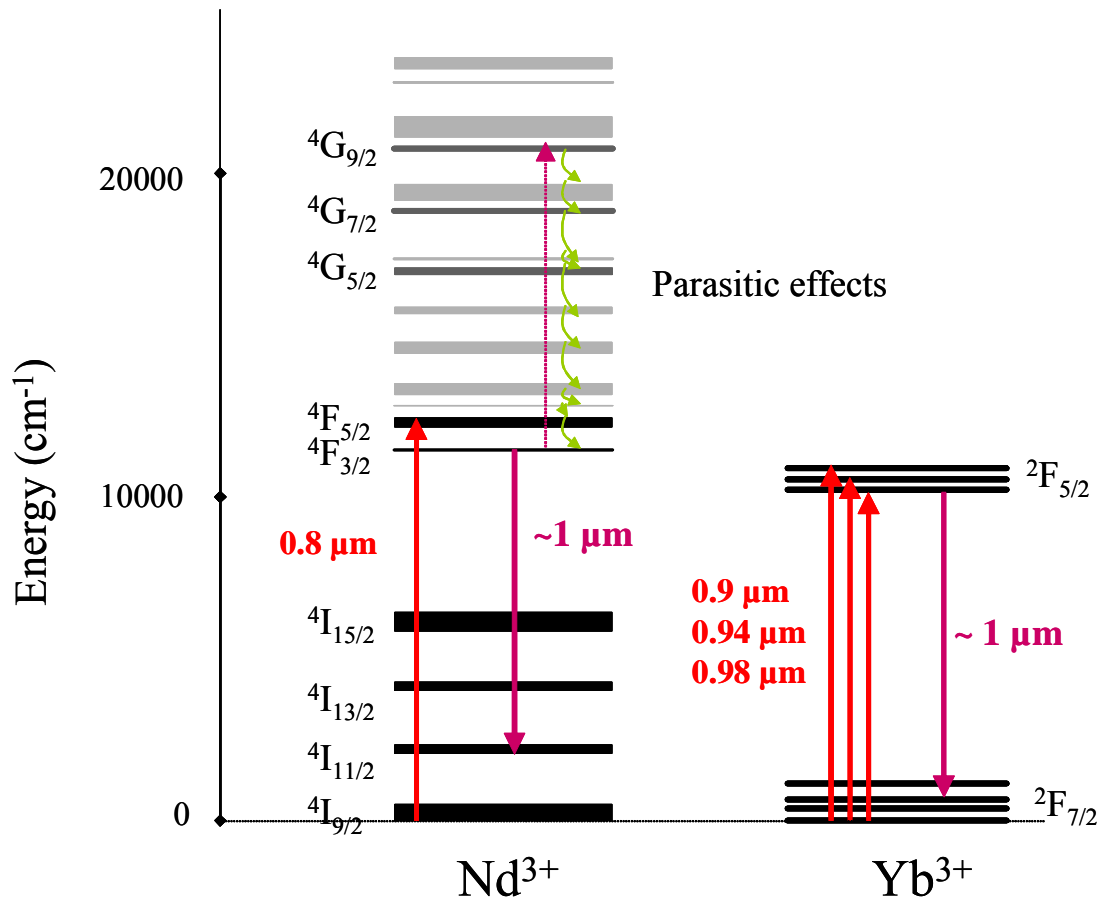 ⁴G₉/₂
20000
⁴G₇/₂
⁴G₅/₂
Parasitic effects
Energy (cm⁻¹)
⁴F₅/₂
⁴F₃/₂
²F₅/₂
10000
0.8 µm
~1 µm
0.9 µm
0.94 µm
0.98 µm
~ 1 µm
⁴I₁₅/₂
⁴I₁₃/₂
⁴I₁₁/₂
²F₇/₂
0
⁴I₉/₂
Nd³⁺
Yb³⁺